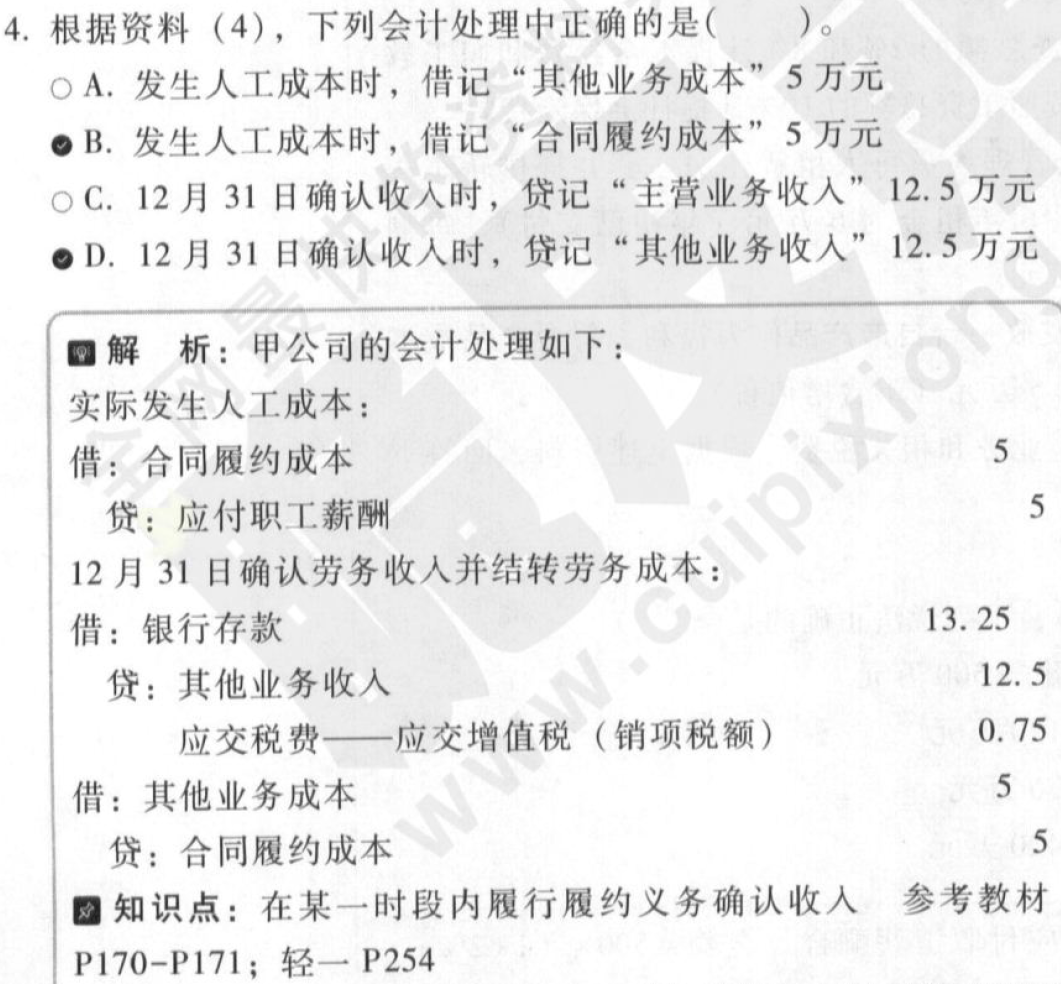 4. 根据资料（4），下列会计处理中正确的是（　　）。
○ A. 发生人工成本时，借记“其他业务成本”5 万元
B. 发生人工成本时，借记“合同履约成本”5 万元
○ C. 12 月 31 日确认收入时，贷记“主营业务收入”12.5 万元
D. 12 月 31 日确认收入时，贷记“其他业务收入”12.5 万元
解　析：甲公司的会计处理如下：
实际发生人工成本：
借：合同履约成本 5
贷：应付职工薪酬 5
12 月 31 日确认劳务收入并结转劳务成本：
借：银行存款 13.25
贷：其他业务收入 12.5
应交税费——应交增值税（销项税额） 0.75
借：其他业务成本 5
贷：合同履约成本 5
知识点：在某一时段内履行履约义务确认收入　参考教材
P170-P171；轻一 P254
www.cuipixiong